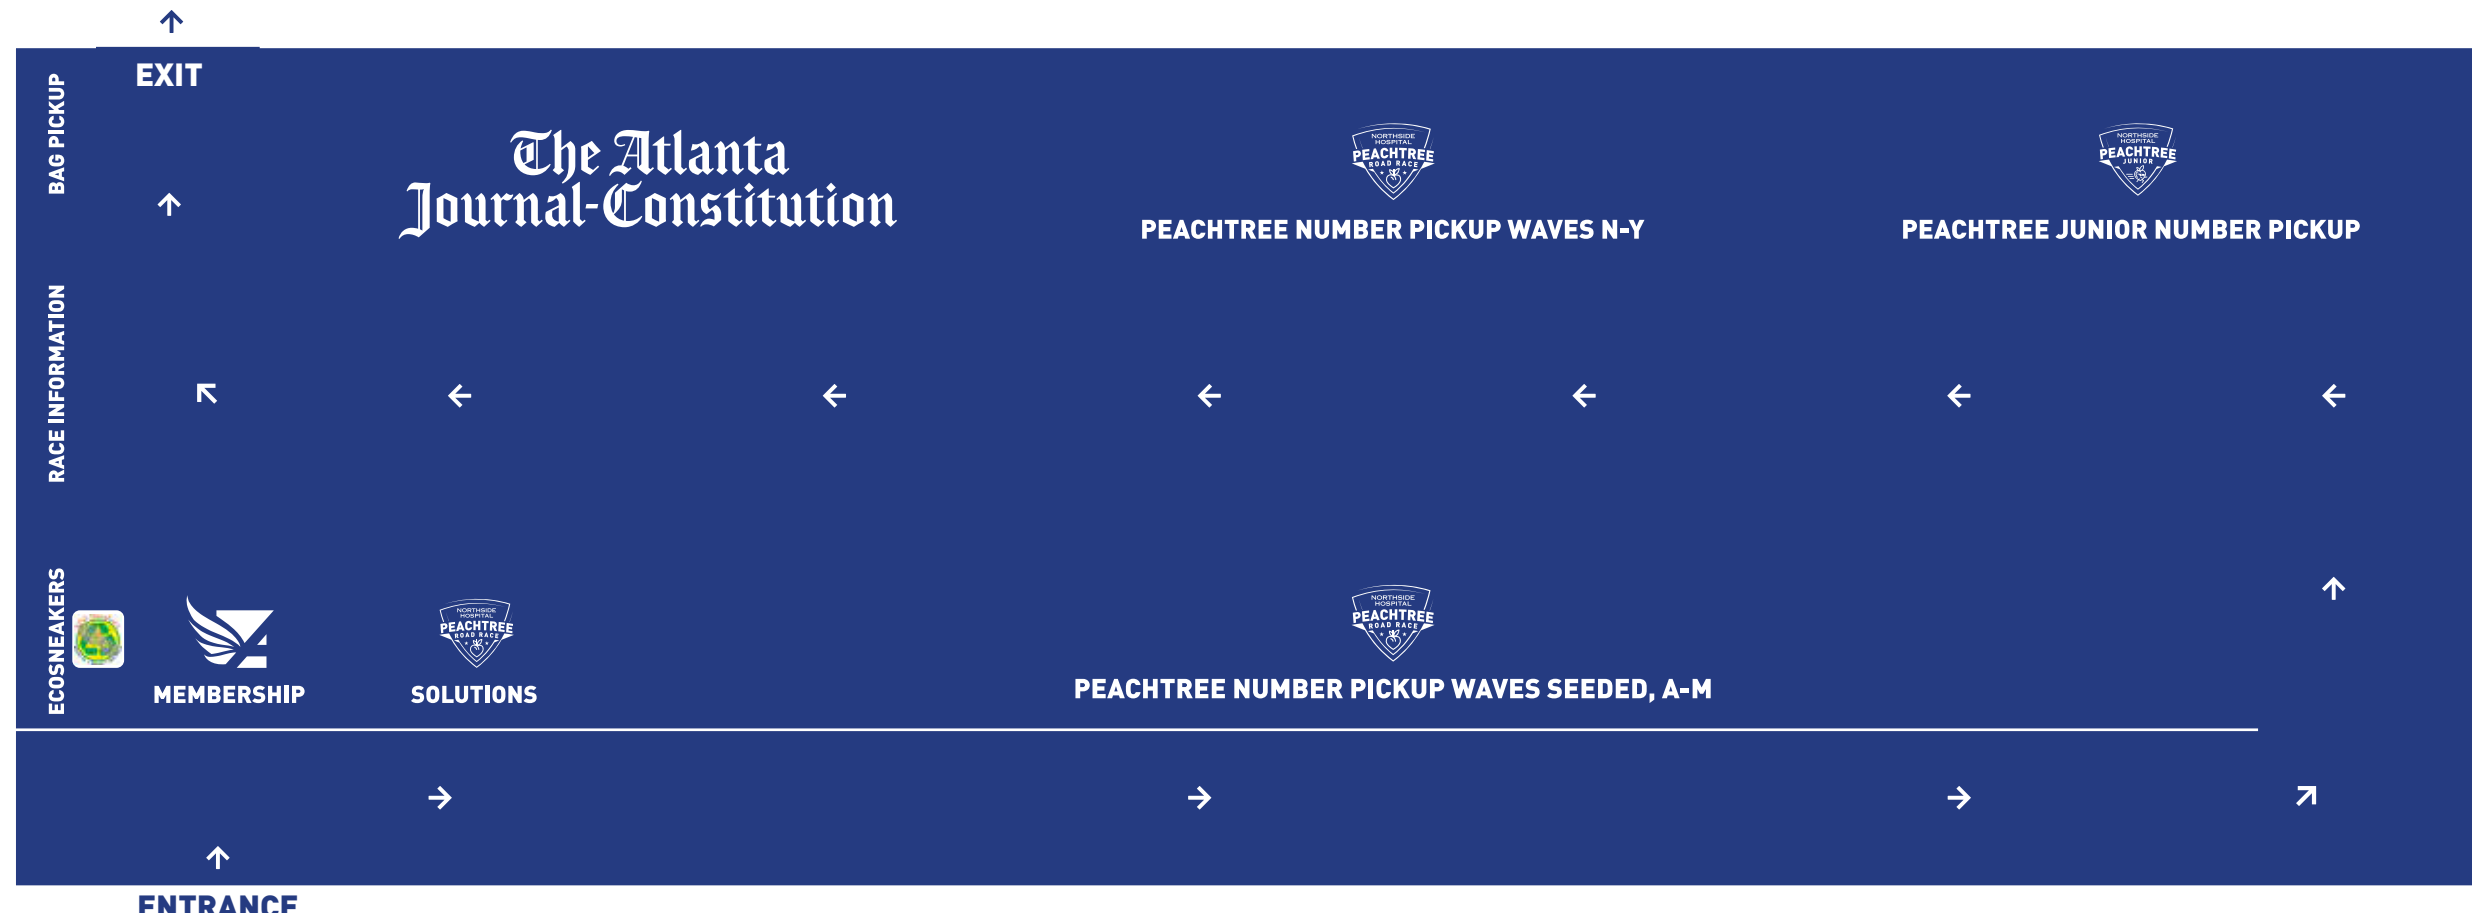 EXIT
BAG PICKUP
The Atlanta
Journal-Constitution
NORTHSIDE
HOSPITAL
PEACHTREE
ROAD RACE
PEACHTREE NUMBER PICKUP WAVES N-Y
NORTHSIDE
HOSPITAL
PEACHTREE
JUNIOR
PEACHTREE JUNIOR NUMBER PICKUP
RACE INFORMATION
ECOSNEAKERS
MEMBERSHIP
NORTHSIDE
HOSPITAL
PEACHTREE
ROAD RACE
SOLUTIONS
NORTHSIDE
HOSPITAL
PEACHTREE
ROAD RACE
PEACHTREE NUMBER PICKUP WAVES SEEDED, A-M
ENTRANCE